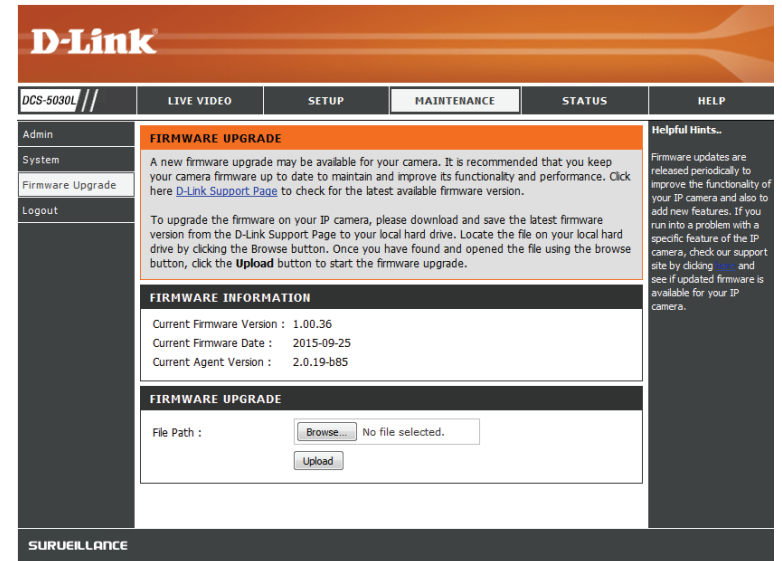 D-Link
DCS-5030L
LIVE VIDEO
SETUP
MAINTENANCE
STATUS
HELP
Admin
System
Firmware Upgrade
Logout
FIRMWARE UPGRADE
A new firmware upgrade may be available for your camera. It is recommended that you keep
your camera firmware up to date to maintain and improve its functionality and performance. Click
here D-Link Support Page to check for the latest available firmware version.
To upgrade the firmware on your IP camera, please download and save the latest firmware
version from the D-Link Support Page to your local hard drive. Locate the file on your local hard
drive by clicking the Browse button. Once you have found and opened the file using the browse
button, click the Upload button to start the firmware upgrade.
FIRMWARE INFORMATION
Current Firmware Version : 1.00.36
Current Firmware Date : 2015-09-25
Current Agent Version : 2.0.19-b85
FIRMWARE UPGRADE
File Path : Browse... No file selected.
Upload
Helpful Hints..
Firmware updates are
released periodically to
improve the functionality of
your IP camera and also to
add new features. If you
run into a problem with a
specific feature of the IP
camera, check our support
site by clicking and
see if updated firmware is
available for your IP
camera.
SURVEILLANCE